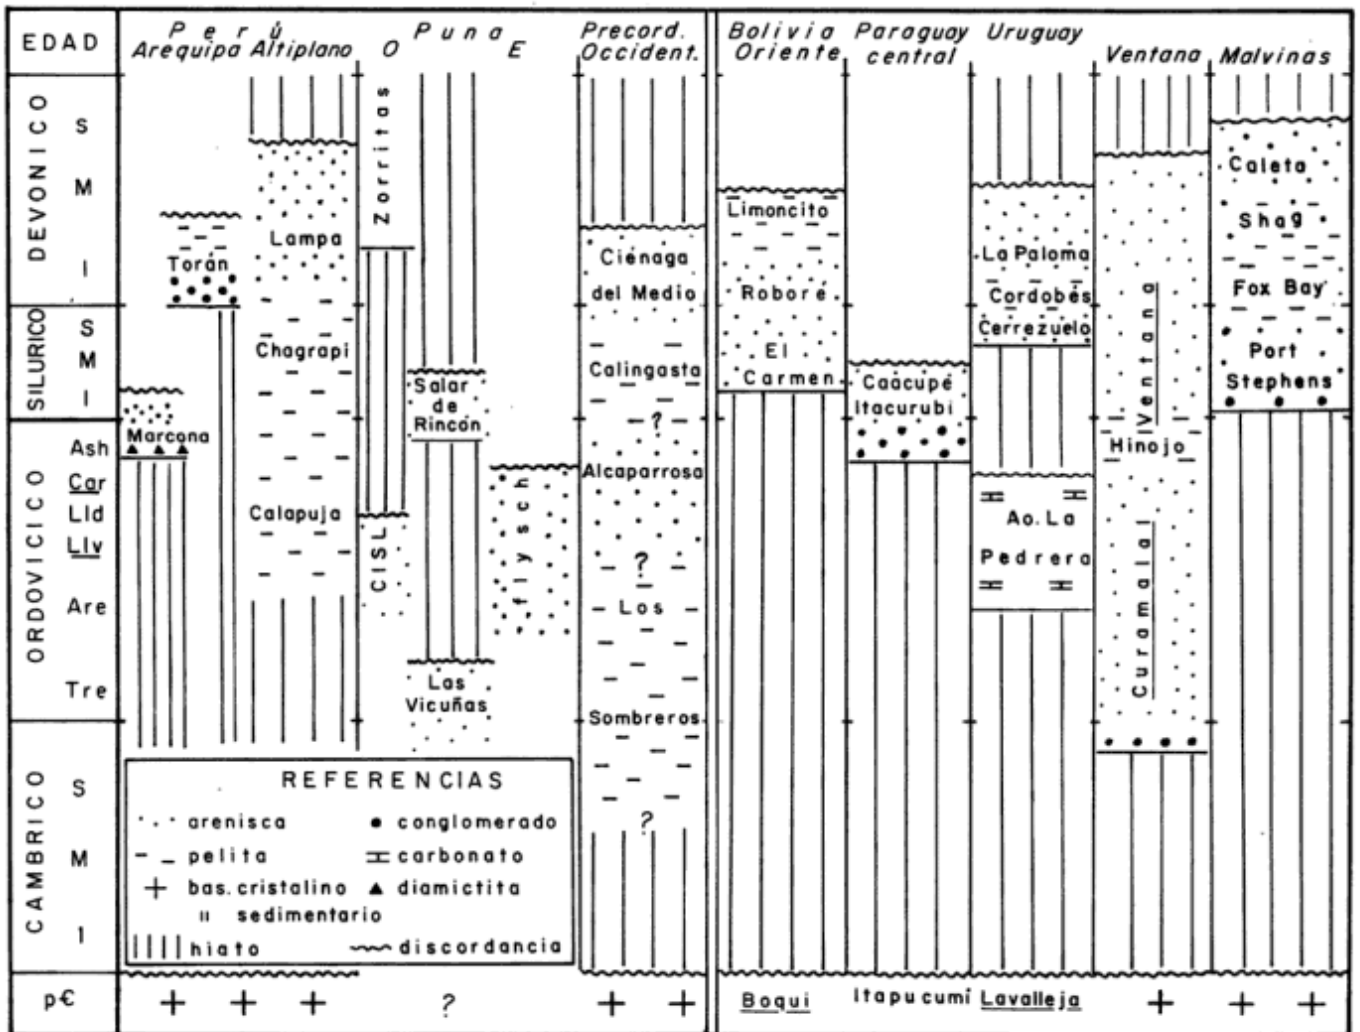 EDAD
Perú
Arequipa Altiplano
Puna
O E
Precord.
Occident.
Bolivia
Oriente
Paraguay
central
Uruguay
Ventana
Malvinas
DEVONICO
S
M
I
SILURICO
S
M
I
ORDOVICICO
Ash
Car
Lld
Llv
Are
Tre
CAMBRICO
S
M
I
p€
Torán
Marcona
Lampa
Chagrapi
Calapuja
Zorritas
CISL
Salar
de
Rincón
Las
Vicuñas
flysch
Ciénaga
del Medio
Calingasta
?
Alcaparrosa
?
Los
Sombreros
?
Limoncito
Roboré
El
Carmen
Caacupé
Itacurubi
La Paloma
Cordobés
Cerrezuelo
Ao. La
Pedrera
Ventana
Hinojo
Curamalal
Caleta
Shag
Fox Bay
Port
Stephens
REFERENCIAS
arenisca
conglomerado
pelita
carbonato
bas. cristalino
diamictita
" sedimentario
hiato
discordancia
?
Boqui
Itapucumí
Lavalleja